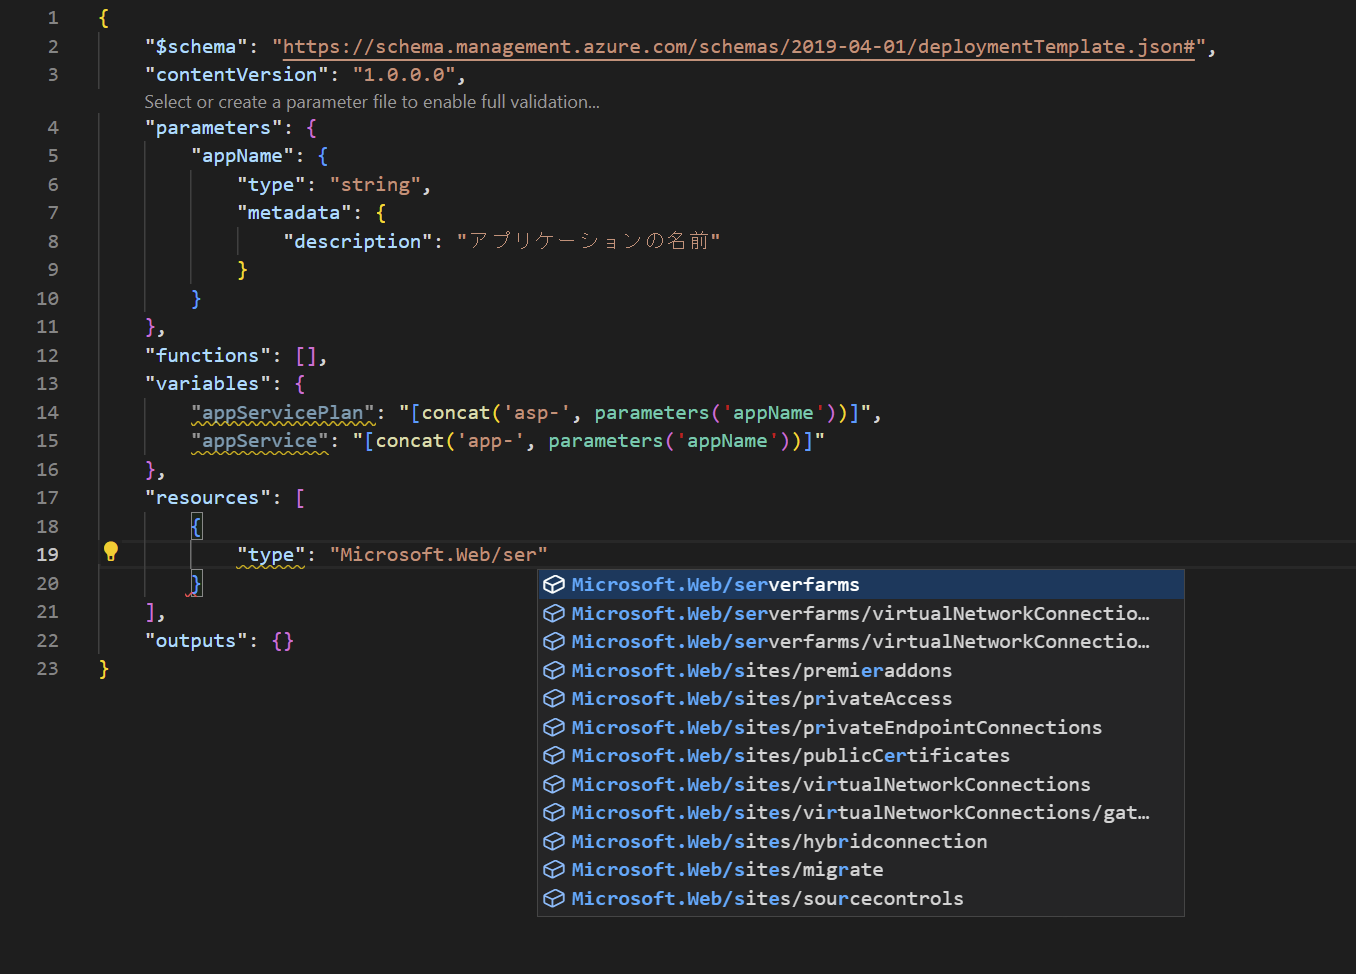 1 {
2 "$schema": "https://schema.management.azure.com/schemas/2019-04-01/deploymentTemplate.json#",
3 "contentVersion": "1.0.0.0",
Select or create a parameter file to enable full validation...
4 "parameters": {
5 "appName": {
6 "type": "string",
7 "metadata": {
8 "description": "アプリケーションの名前"
9 }
10 }
11 },
12 "functions": [],
13 "variables": {
14 "appServicePlan": "[concat('asp-', parameters('appName'))]",
15 "appService": "[concat('app-', parameters('appName'))]"
16 },
17 "resources": [
18 {
19 "type": "Microsoft.Web/ser"
20 }
21 ],
22 "outputs": {}
23 }
Microsoft.Web/serverfarms
Microsoft.Web/serverfarms/virtualNetworkConnectio…
Microsoft.Web/serverfarms/virtualNetworkConnectio…
Microsoft.Web/sites/premieraddons
Microsoft.Web/sites/privateAccess
Microsoft.Web/sites/privateEndpointConnections
Microsoft.Web/sites/publicCertificates
Microsoft.Web/sites/virtualNetworkConnections
Microsoft.Web/sites/virtualNetworkConnections/gat…
Microsoft.Web/sites/hybridconnection
Microsoft.Web/sites/migrate
Microsoft.Web/sites/sourcecontrols